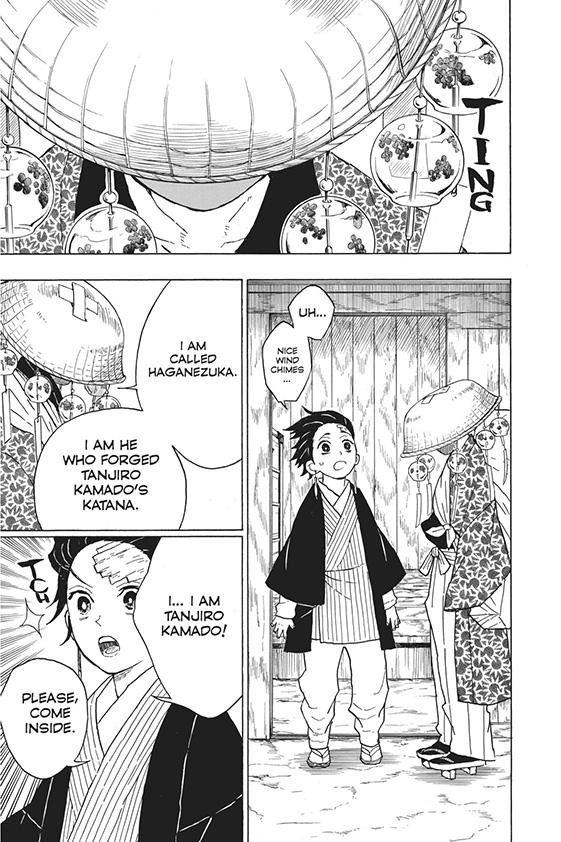 TING
UH...
NICE
WIND
CHIMES
...
I AM
CALLED
HAGANEZUKA.
I AM HE
WHO FORGED
TANJIRO
KAMADO'S
KATANA.
I... I AM
TANJIRO
KAMADO!
TCH
PLEASE,
COME
INSIDE.